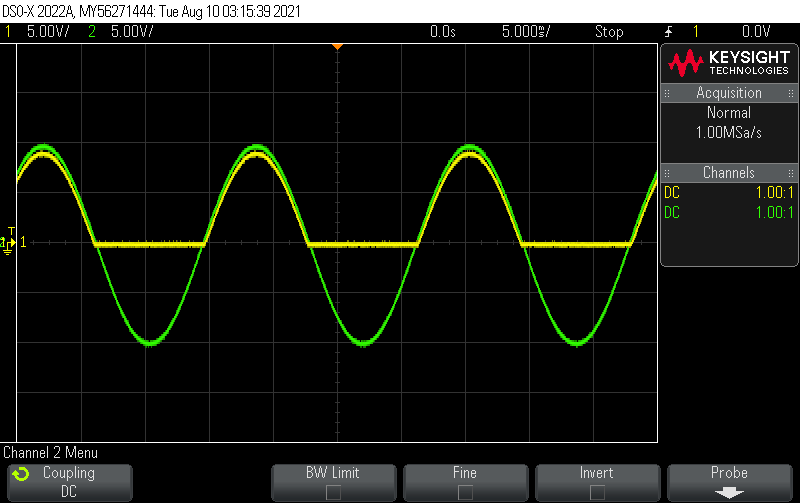 DSO-X 2022A, MY56271444: Tue Aug 10 03:15:39 2021
1 5.00V/ 2 5.00V/ 0.0s 5.000ms/ Stop 1 0.0V
KEYSIGHT
TECHNOLOGIES
Acquisition
Normal
1.00MSa/s
Channels
DC 1.00:1
DC 1.00:1
T
2 1
Channel 2 Menu
Coupling
DC
BW Limit
Fine
Invert
Probe